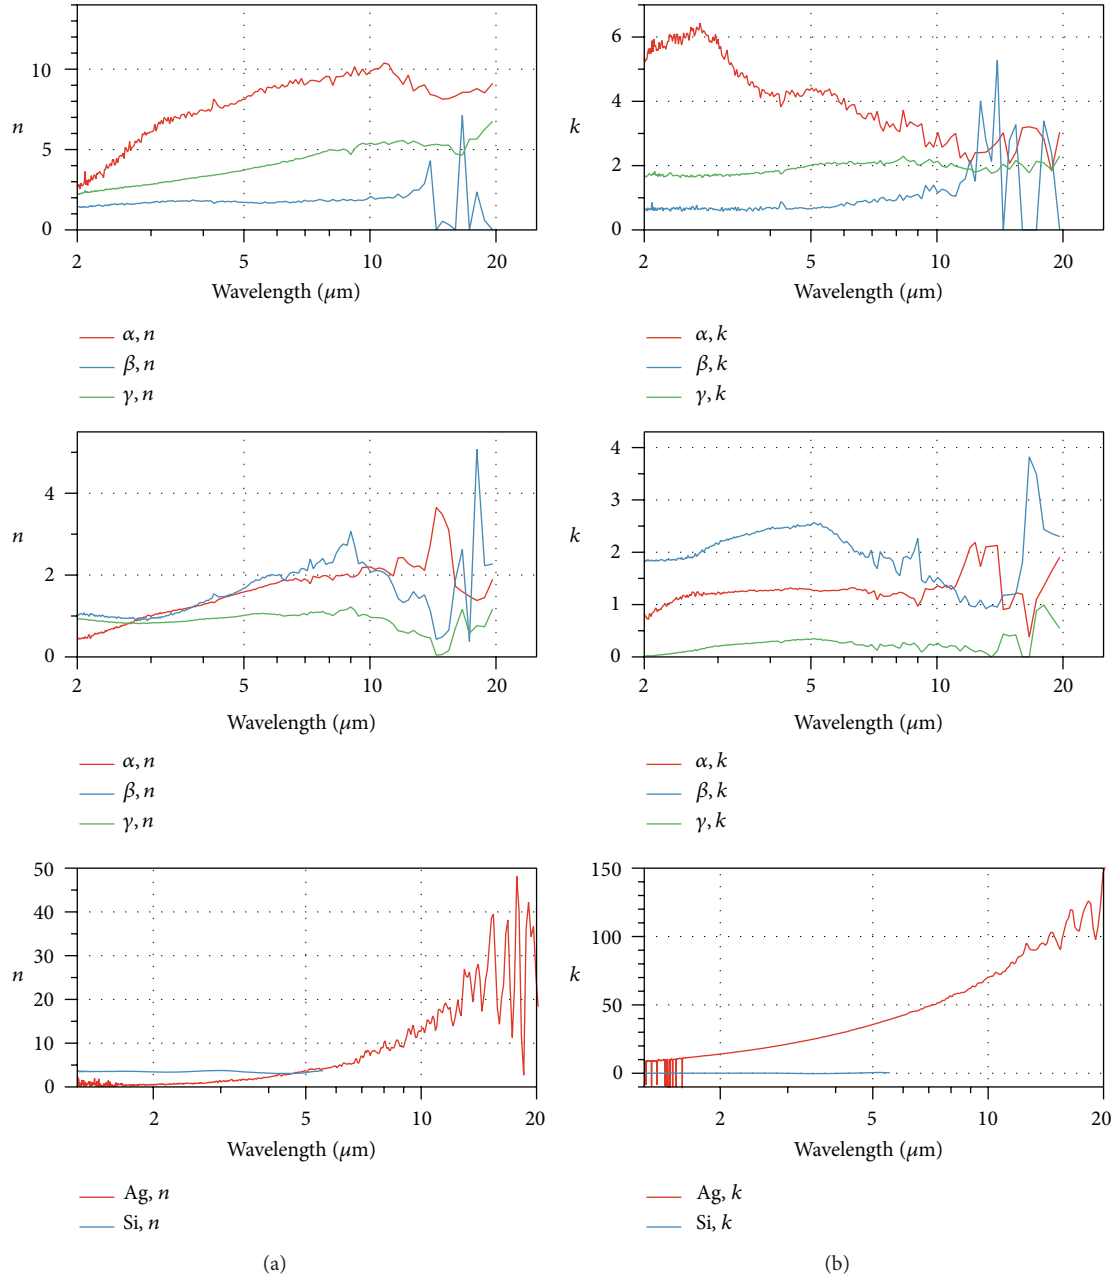 10
5
0
n
2
5
10
20
Wavelength (μm)
α, n
β, n
γ, n
6
4
2
0
k
2
5
10
20
Wavelength (μm)
α, k
β, k
γ, k
4
2
0
n
2
5
10
20
Wavelength (μm)
α, n
β, n
γ, n
4
3
2
1
0
k
2
5
10
20
Wavelength (μm)
α, k
β, k
γ, k
50
40
30
20
10
0
n
2
5
10
20
Wavelength (μm)
Ag, n
Si, n
(a)
150
100
50
0
k
2
5
10
20
Wavelength (μm)
Ag, k
Si, k
(b)